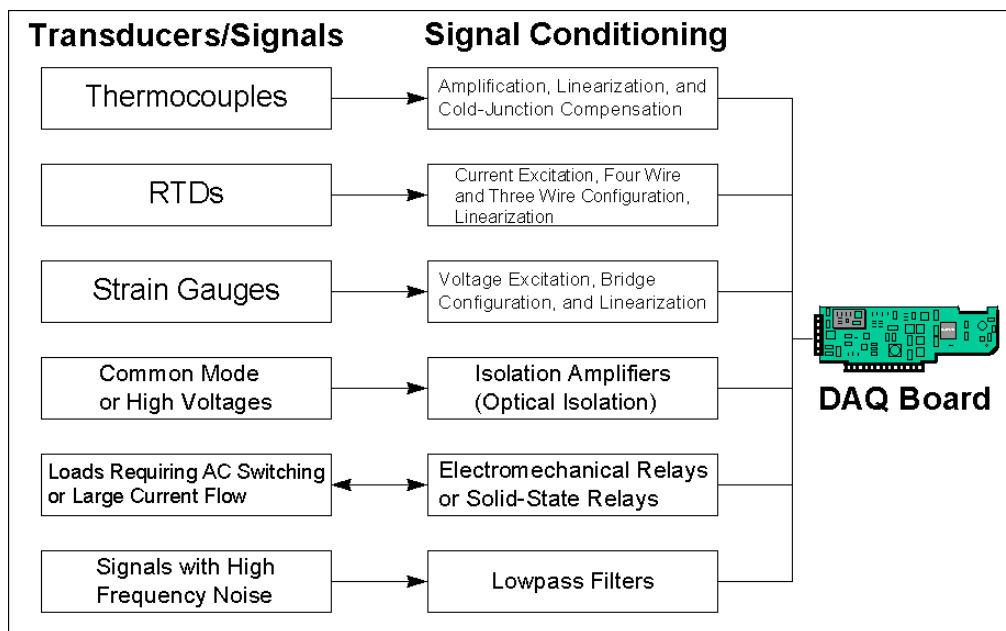 Transducers/Signals
Signal Conditioning
Thermocouples
Amplification, Linearization, and
Cold-Junction Compensation
RTDs
Current Excitation, Four Wire
and Three Wire Configuration,
Linearization
Strain Gauges
Voltage Excitation, Bridge
Configuration, and Linearization
Common Mode
or High Voltages
Isolation Amplifiers
(Optical Isolation)
Loads Requiring AC Switching
or Large Current Flow
Electromechanical Relays
or Solid-State Relays
Signals with High
Frequency Noise
Lowpass Filters
DAQ Board